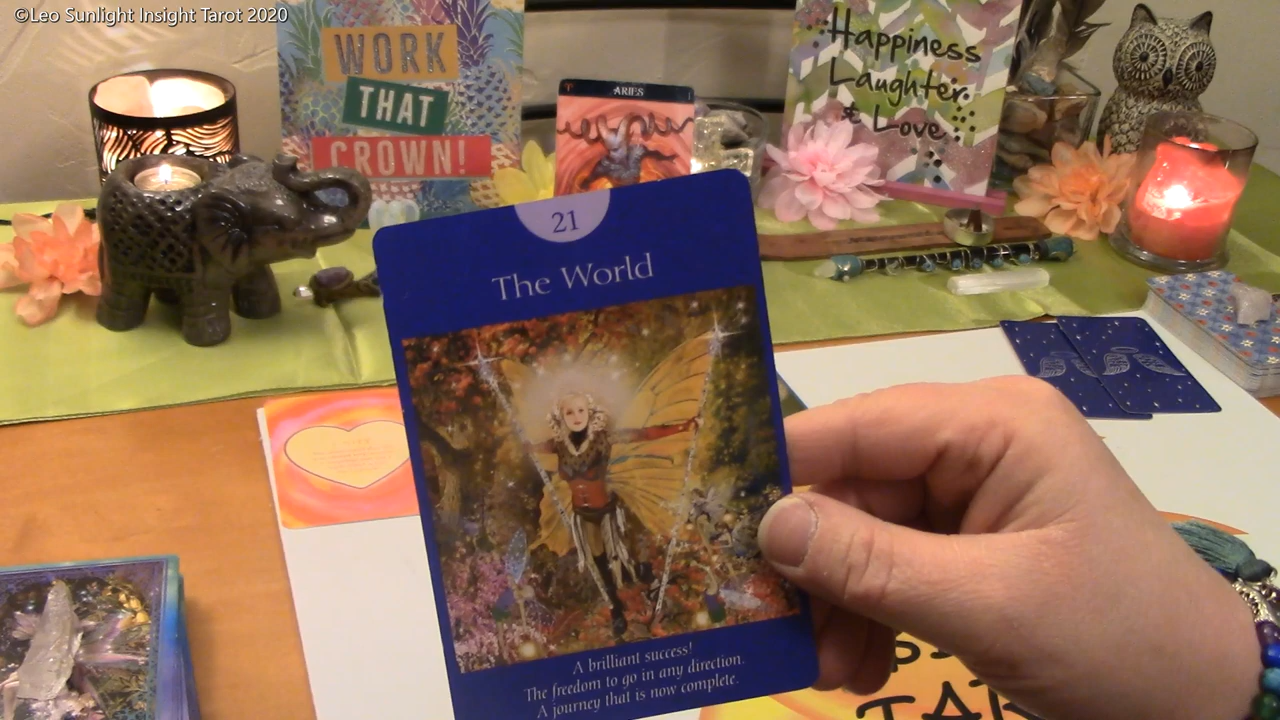 ©Leo Sunlight Insight Tarot 2020
WORK
THAT
CROWN!
ARIES
Happiness
Laughter
& Love
21
The World
A brilliant success!
The freedom to go in any direction.
A journey that is now complete.